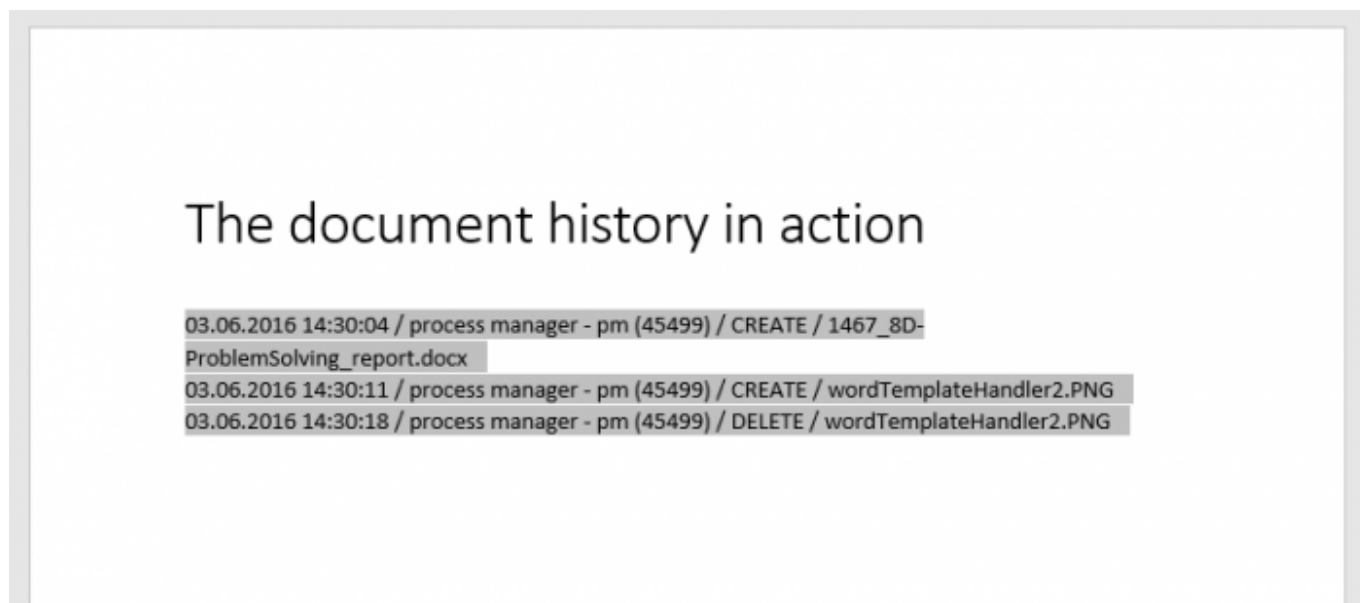 The document history in action
03.06.2016 14:30:04 / process manager - pm (45499) / CREATE / 1467_8D-
ProblemSolving_report.docx
03.06.2016 14:30:11 / process manager - pm (45499) / CREATE / wordTemplateHandler2.PNG
03.06.2016 14:30:18 / process manager - pm (45499) / DELETE / wordTemplateHandler2.PNG